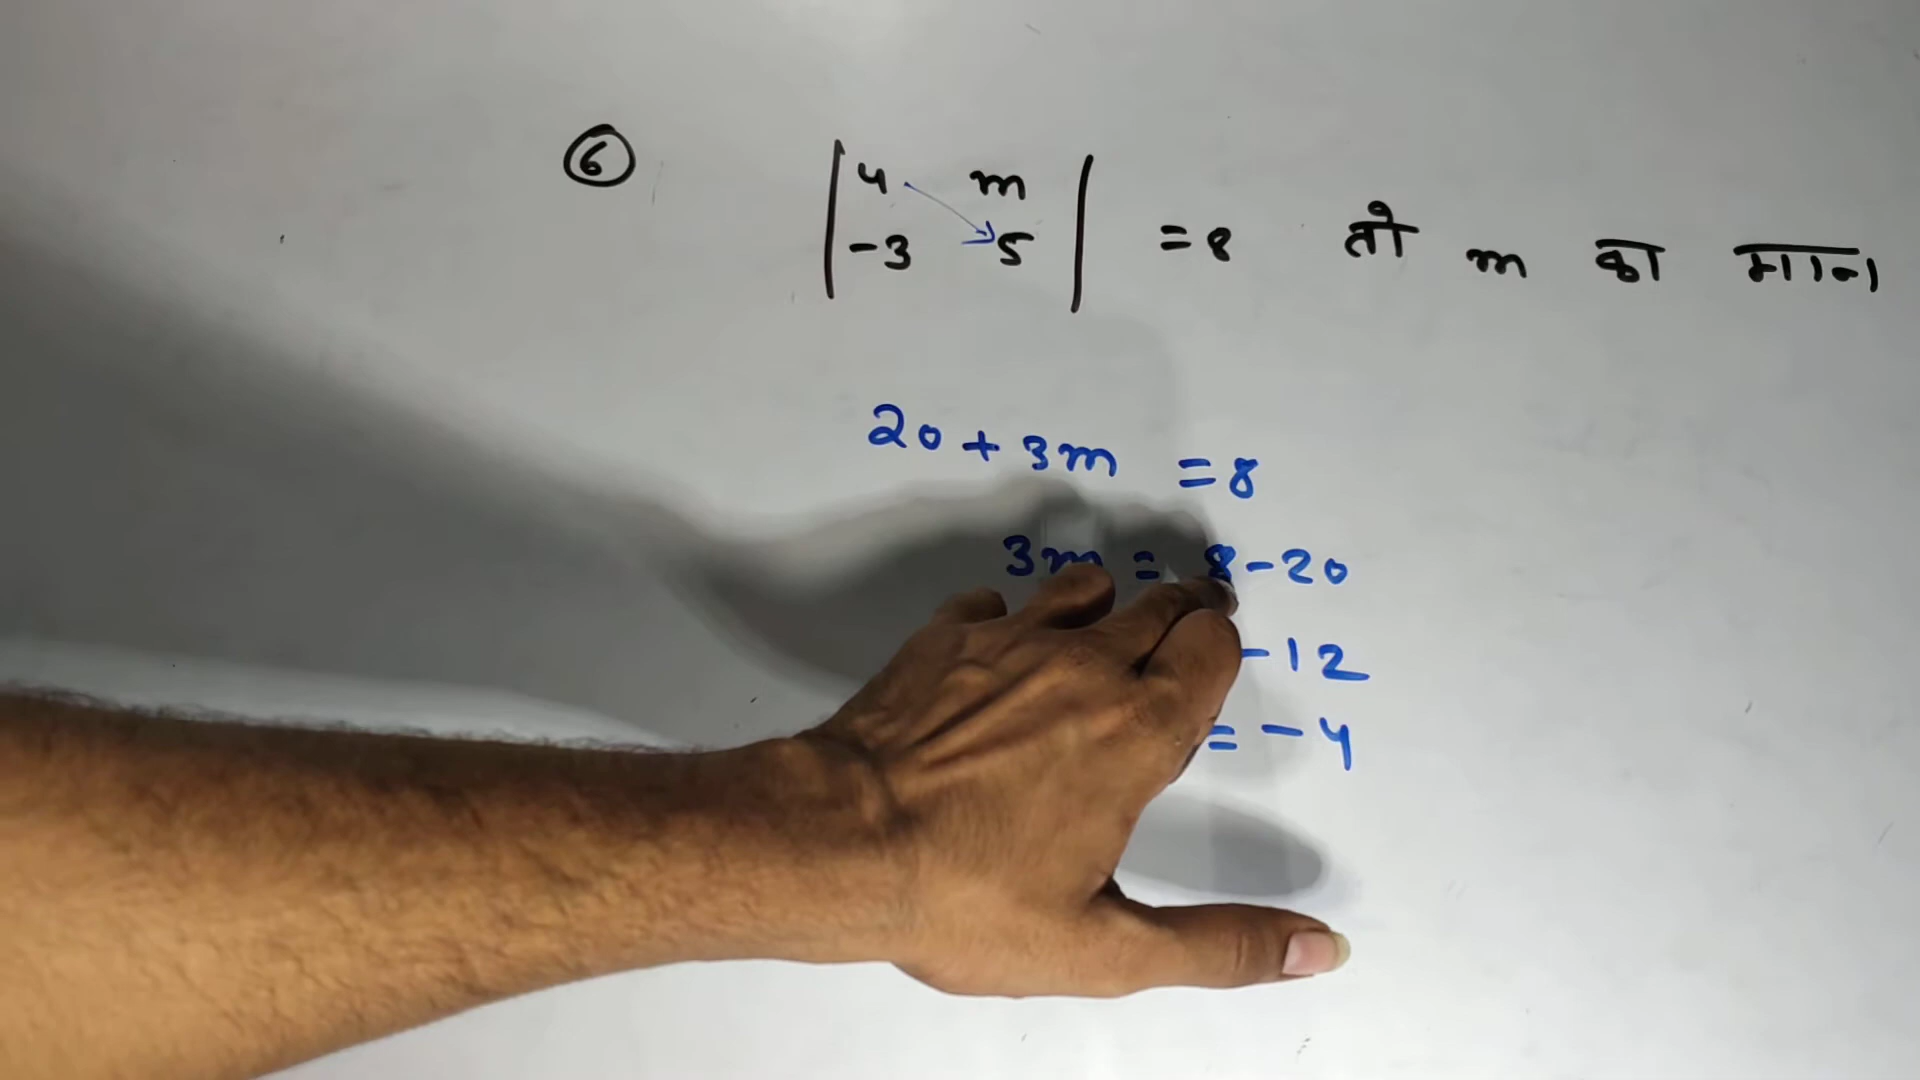 6
| 4 m | = 8 तो m का मान
| -3 5 |
20 + 3m = 8
3m = 8 - 20
- 12
= - 4